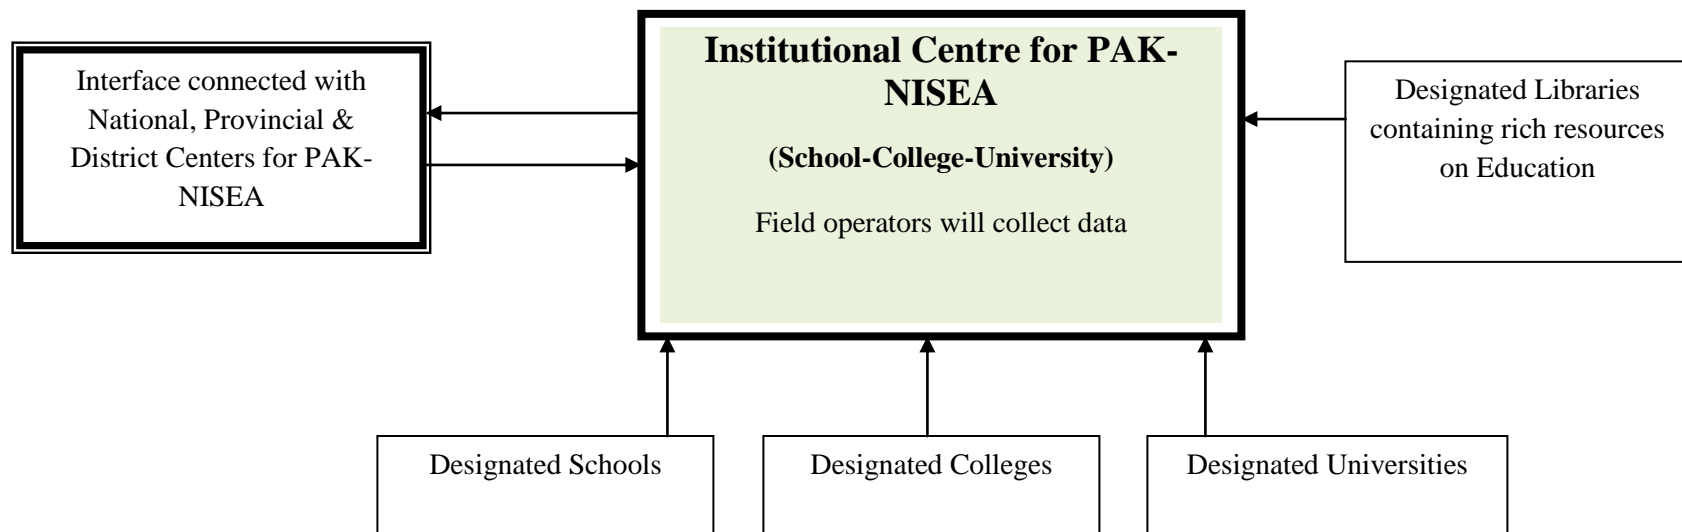 Interface connected with
National, Provincial &
District Centers for PAK-
NISEA
Institutional Centre for PAK-
NISEA
(School-College-University)
Field operators will collect data
Designated Libraries
containing rich resources
on Education
Designated Schools
Designated Colleges
Designated Universities